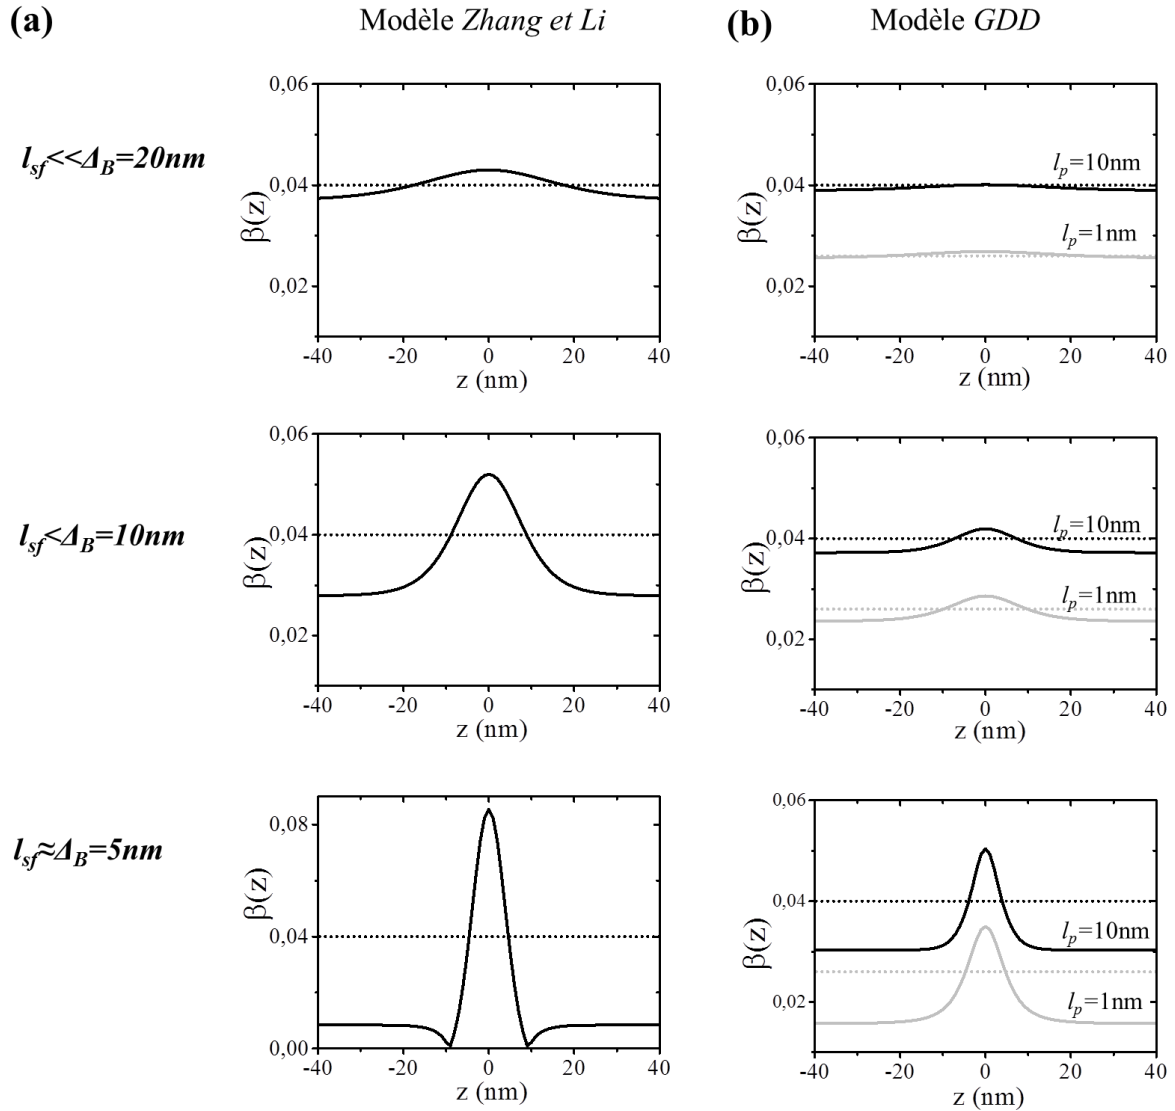 (a) Modèle Zhang et Li
(b) Modèle GDD
l_sf<<Δ_B=20nm
β(z)
0,06
0,04
0,02
-40 -20 0 20 40
z (nm)
β(z)
0,06
0,04
0,02
l_p=10nm
l_p=1nm
-40 -20 0 20 40
z (nm)
l_sf<Δ_B=10nm
β(z)
0,06
0,04
0,02
-40 -20 0 20 40
z (nm)
β(z)
0,06
0,04
0,02
l_p=10nm
l_p=1nm
-40 -20 0 20 40
z (nm)
l_sf≈Δ_B=5nm
β(z)
0,08
0,04
0,00
-40 -20 0 20 40
z (nm)
β(z)
0,06
0,04
0,02
l_p=10nm
l_p=1nm
-40 -20 0 20 40
z (nm)